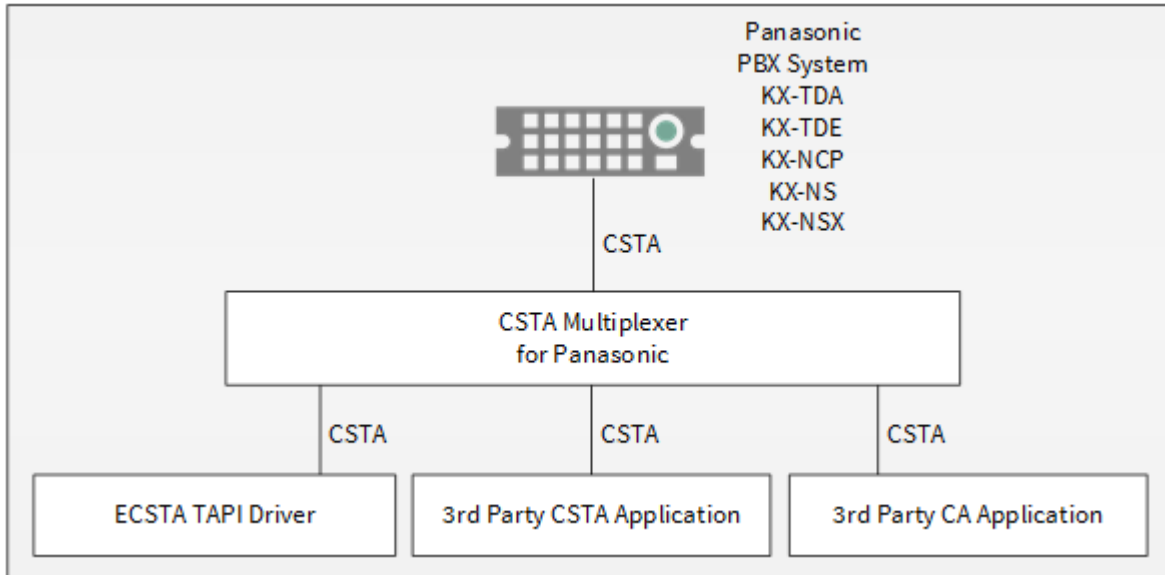 Panasonic
PBX System
KX-TDA
KX-TDE
KX-NCP
KX-NS
KX-NSX
CSTA
CSTA Multiplexer
for Panasonic
CSTA
CSTA
CSTA
ECSTA TAPI Driver
3rd Party CSTA Application
3rd Party CA Application